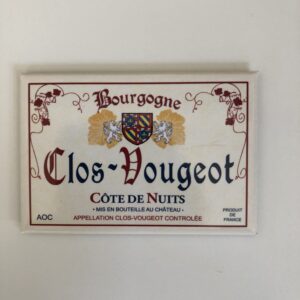 Bourgogne
Clos-Vougeot
CÔTE DE NUITS
- MIS EN BOUTEILLE AU CHÂTEAU -
AOC
APPELLATION CLOS-VOUGEOT CONTROLÉE
PRODUIT
DE
FRANCE